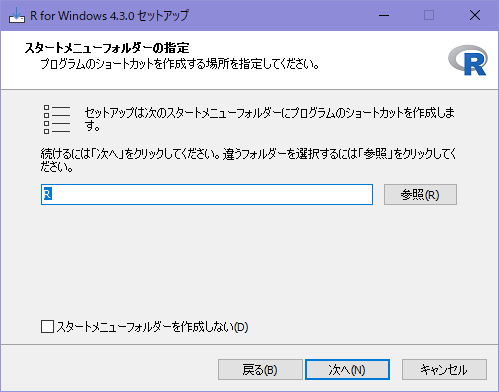 R for Windows 4.3.0 セットアップ
スタートメニューフォルダーの指定
プログラムのショートカットを作成する場所を指定してください。
R
セットアップは次のスタートメニューフォルダーにプログラムのショートカットを作成しま
す。
続けるには「次へ」をクリックしてください。違うフォルダーを選択するには「参照」をクリックしてく
ださい。
R
参照(R)
スタートメニューフォルダーを作成しない(D)
戻る(B)
次へ(N)
キャンセル